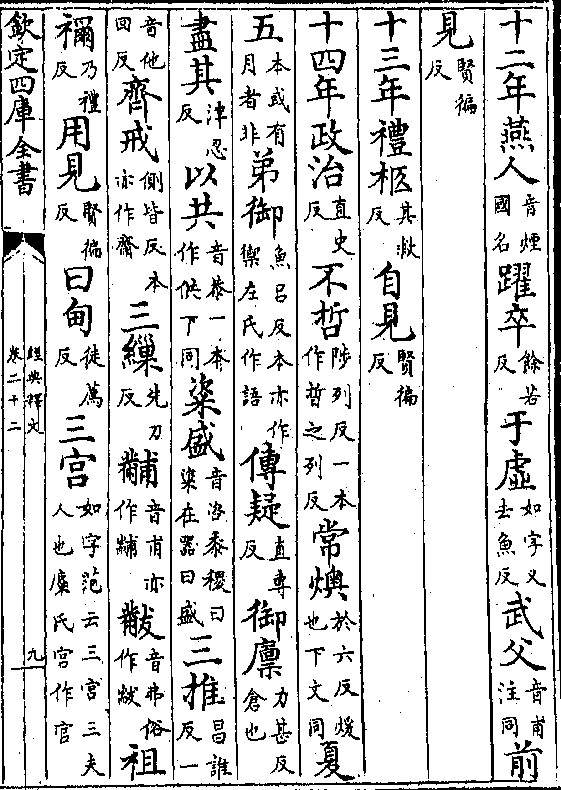 十二年燕人音煙國名躍卒餘若反于虛如字又去魚反武父音甫注同前
見賢徧反
十三年禮柩其救反自見賢徧反
十四年政治直吏反不哲陟列反一本作晢之列反常燠於六反煖也下文同夏
五本或有月者非弟御魚呂反本亦作禦左氏作語傳疑直專反御廩力甚反倉也
盡其津忍反以共音恭一本作供下同粢盛音咨黍稷曰粢在器曰盛三推昌誰反一
音他回反齊戒側皆反本亦作齋三繅先刀反黼音甫亦作黼黻音弗俗作紱祖
禰乃禮反用見賢徧反曰甸徒薦反三宮如字范云三宮三夫人也麋氏宮作官
欽定四庫全書
經典釋文
卷二十二
九